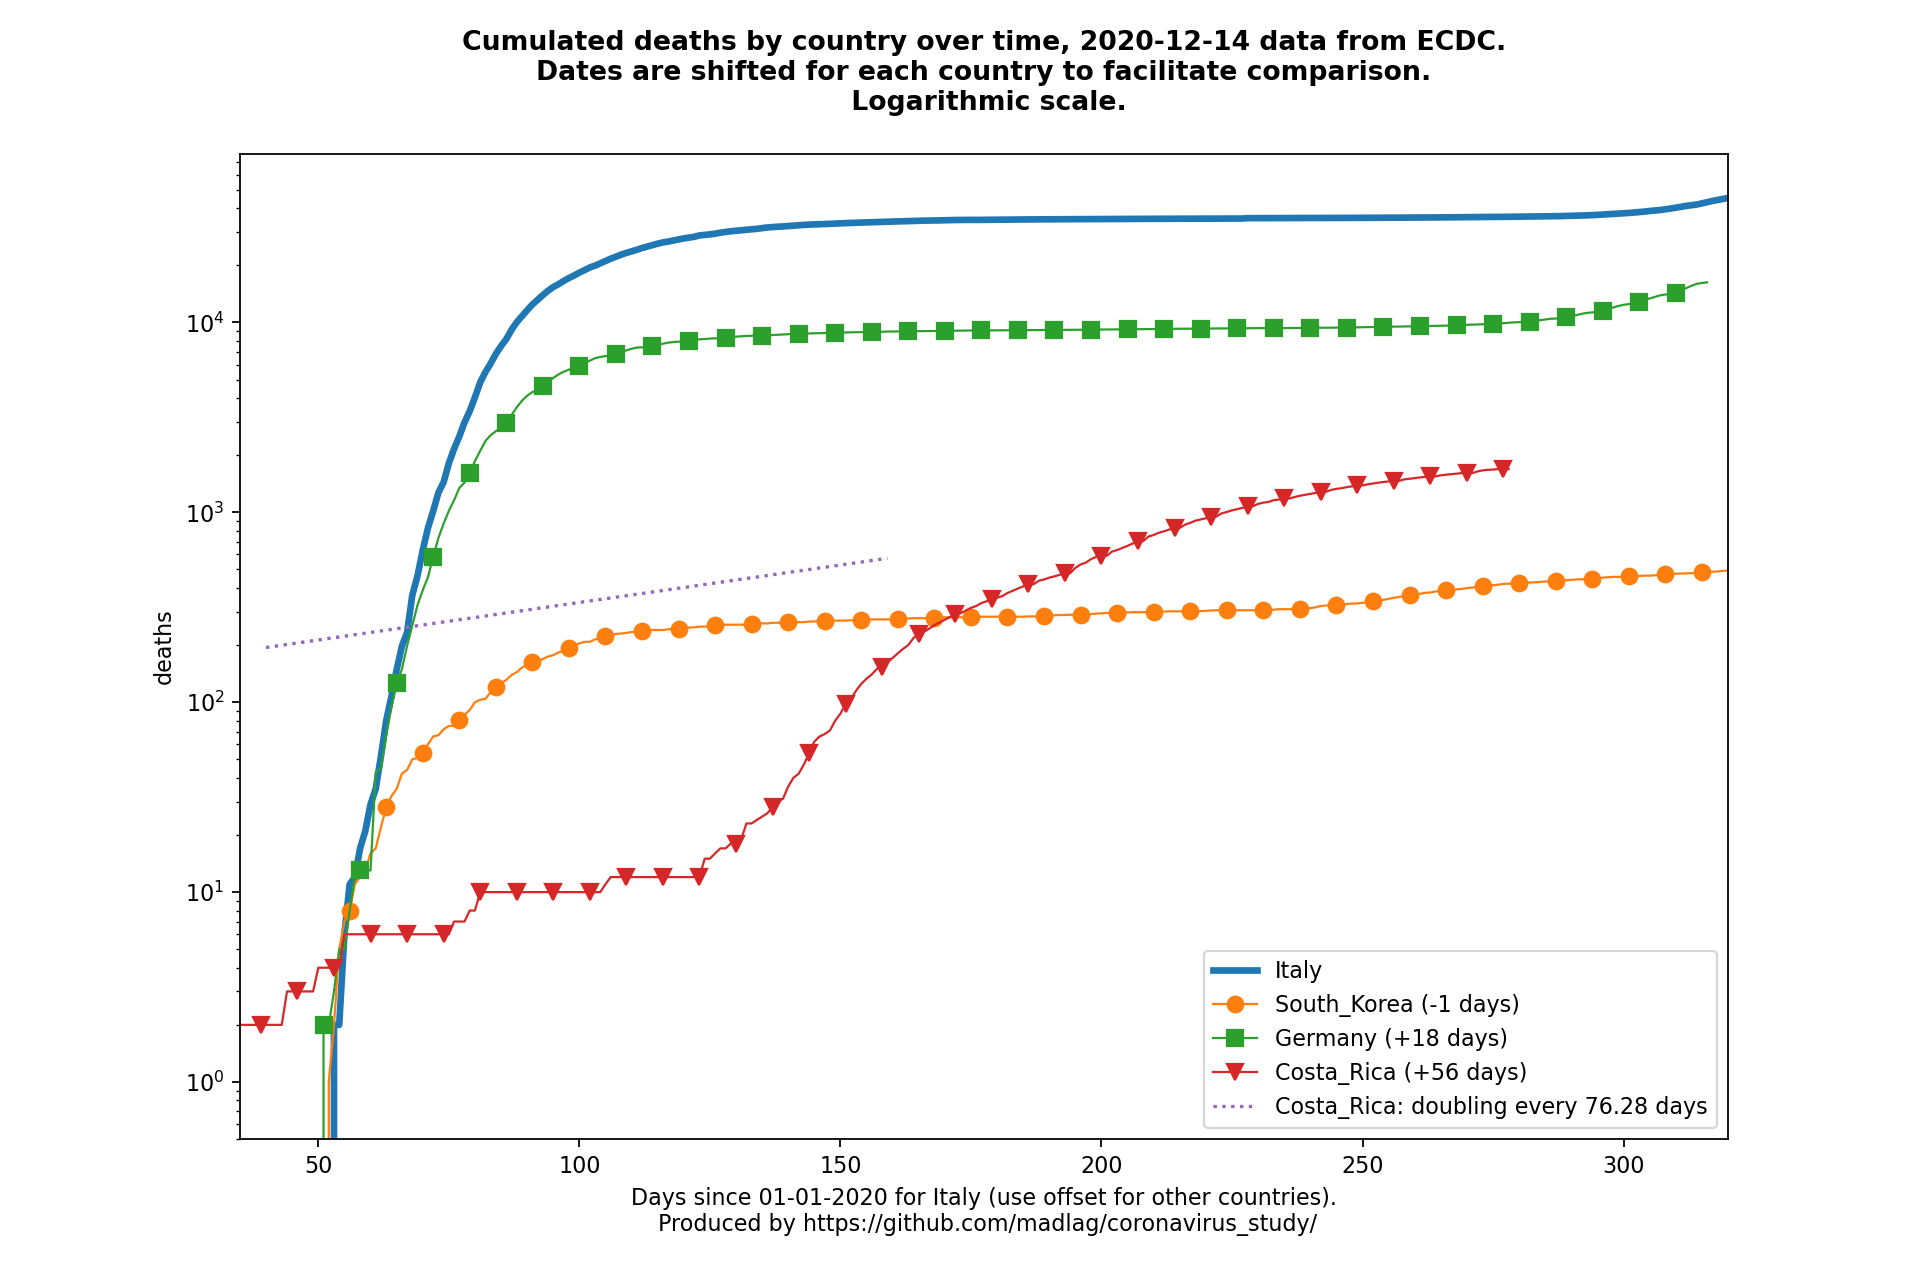 Cumulated deaths by country over time, 2020-12-14 data from ECDC.
Dates are shifted for each country to facilitate comparison.
Logarithmic scale.
deaths
10^4
10^3
10^2
10^1
10^0
Italy
South_Korea (-1 days)
Germany (+18 days)
Costa_Rica (+56 days)
Costa_Rica: doubling every 76.28 days
50 100 150 200 250 300
Days since 01-01-2020 for Italy (use offset for other countries).
Produced by https://github.com/madlag/coronavirus_study/